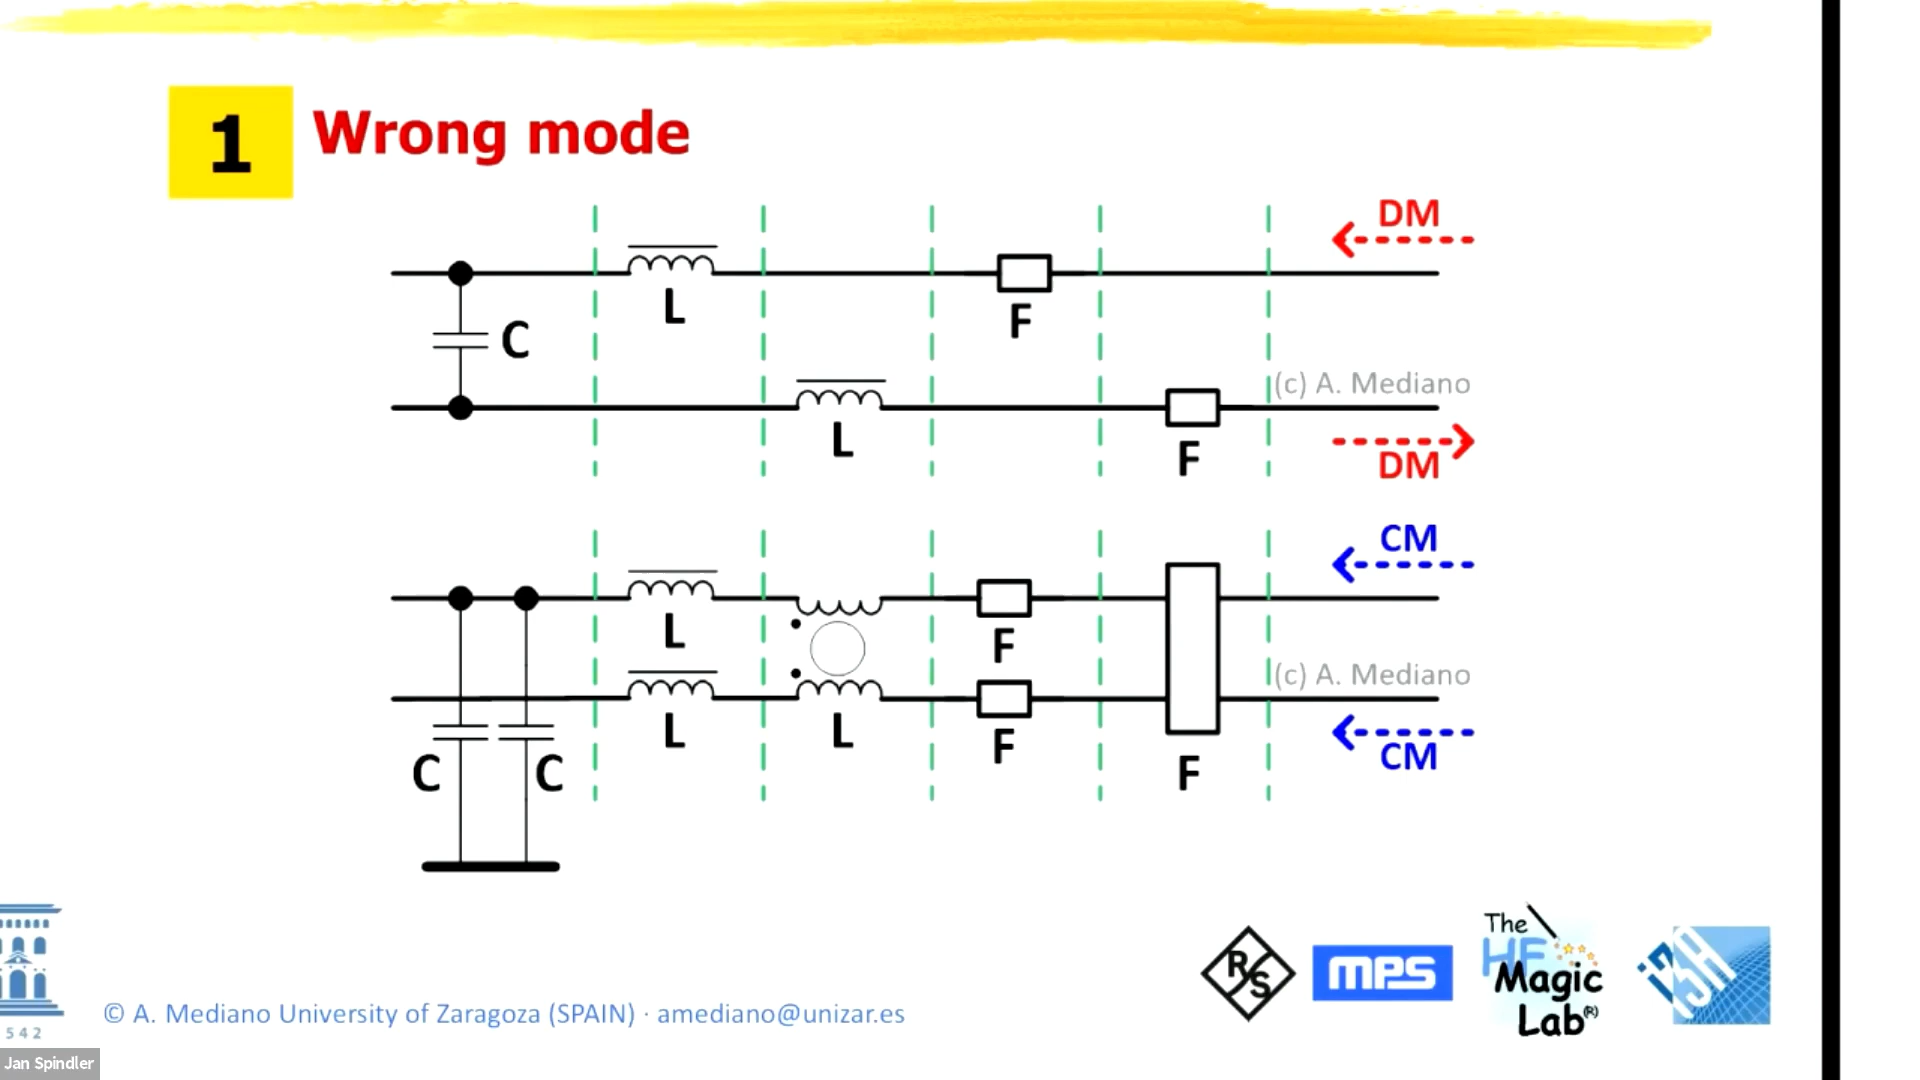 1 Wrong mode
DM
L
F
C
(c) A. Mediano
L
F
DM
CM
L
F
(c) A. Mediano
L
L
F
C
C
F
CM
The
HF
Magic
Lab(R)
R S
mPS
i3A
© A. Mediano University of Zaragoza (SPAIN) · amediano@unizar.es
542
Jan Spindler